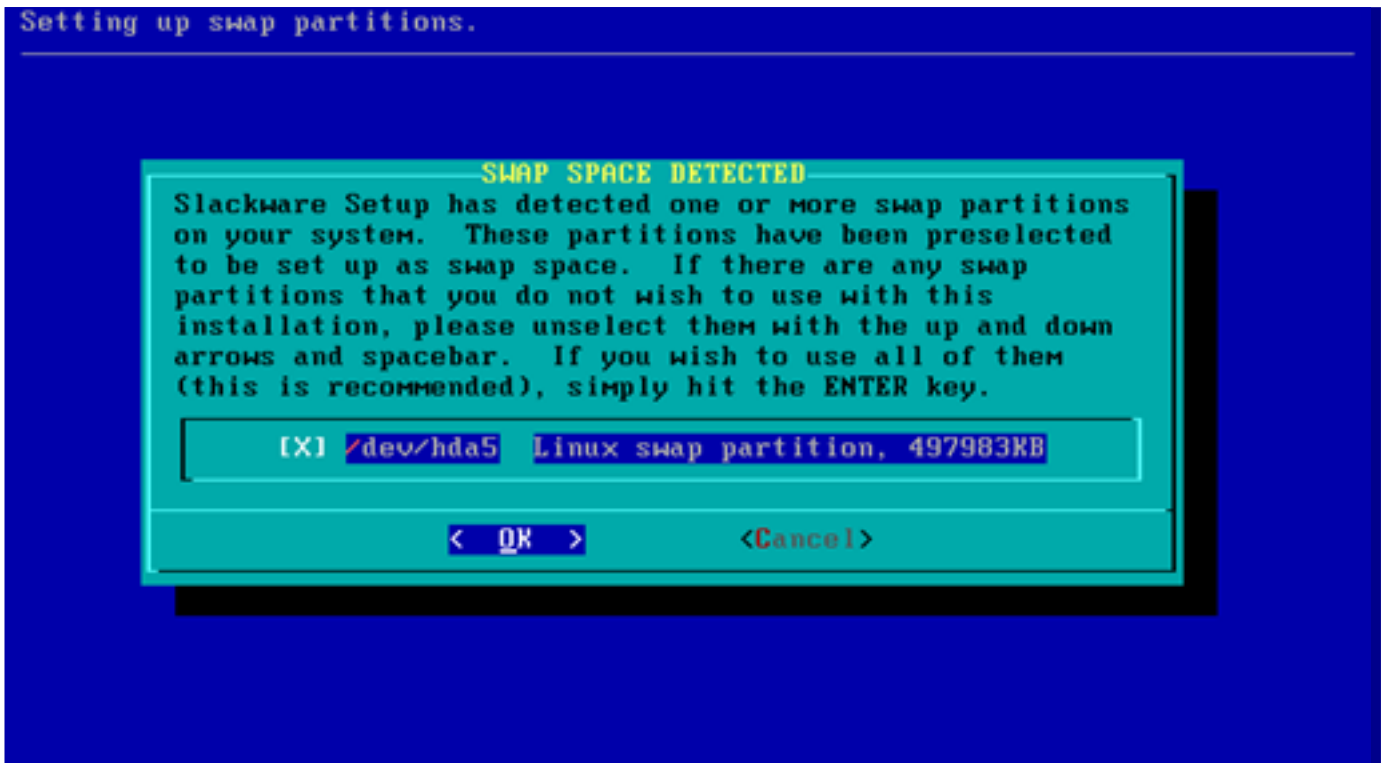 Setting up swap partitions.
SWAP SPACE DETECTED
Slackware Setup has detected one or more swap partitions
on your system.  These partitions have been preselected
to be set up as swap space.  If there are any swap
partitions that you do not wish to use with this
installation, please unselect them with the up and down
arrows and spacebar.  If you wish to use all of them
(this is recommended), simply hit the ENTER key.
[X] /dev/hda5  Linux swap partition, 497983KB
<  OK  > <Cancel>